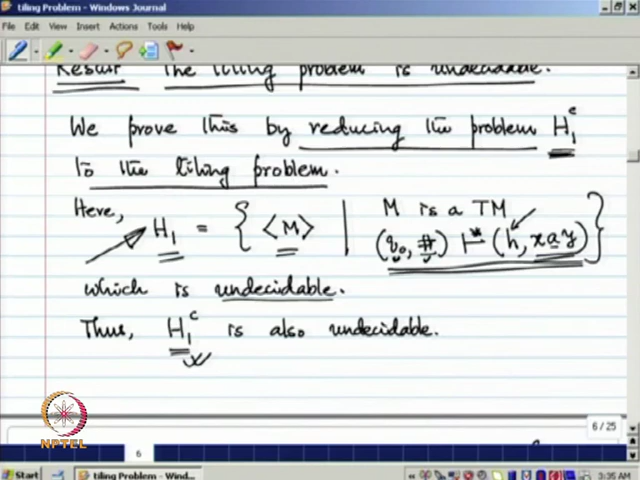 tiling Problem - Windows Journal
File Edit View Insert Actions Tools Help
Result The tiling problem is undecidable.
We prove this by reducing the problem H₁ᶜ
to the tiling problem.
Here, H₁ = { <M> | M is a TM
(q₀, #) ⊢* (h, xay) }
which is undecidable.
Thus, H₁ᶜ is also undecidable.
6 / 25
NPTEL
6
Start
tiling Problem - Wind...
3:35 AM